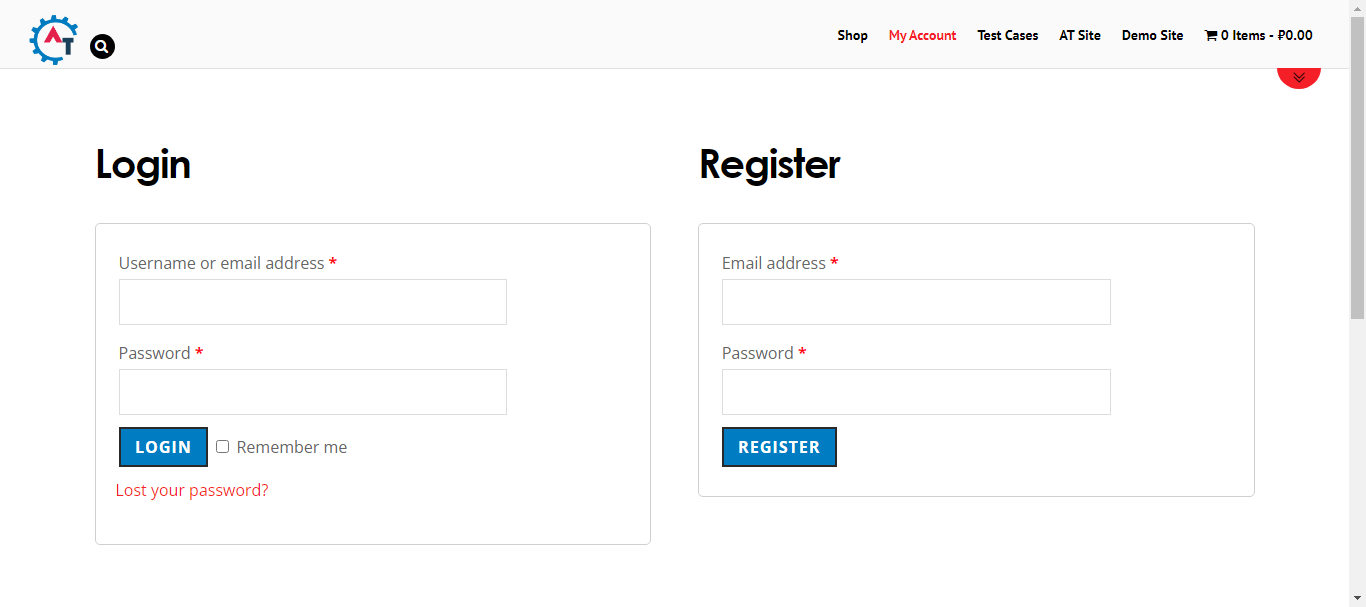 AT
Shop My Account Test Cases AT Site Demo Site 0 Items - ₽0.00
Login
Username or email address *
Password *
LOGIN Remember me
Lost your password?
Register
Email address *
Password *
REGISTER